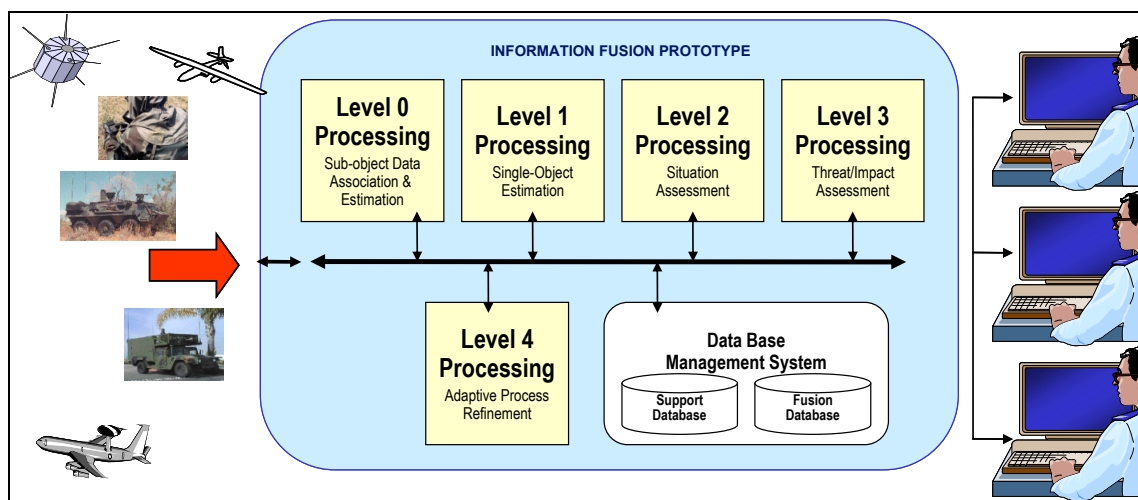 INFORMATION FUSION PROTOTYPE
Level 0
Processing
Sub-object Data
Association &
Estimation
Level 1
Processing
Single-Object
Estimation
Level 2
Processing
Situation
Assessment
Level 3
Processing
Threat/Impact
Assessment
Level 4
Processing
Adaptive Process
Refinement
Data Base
Management System
Support
Database
Fusion
Database